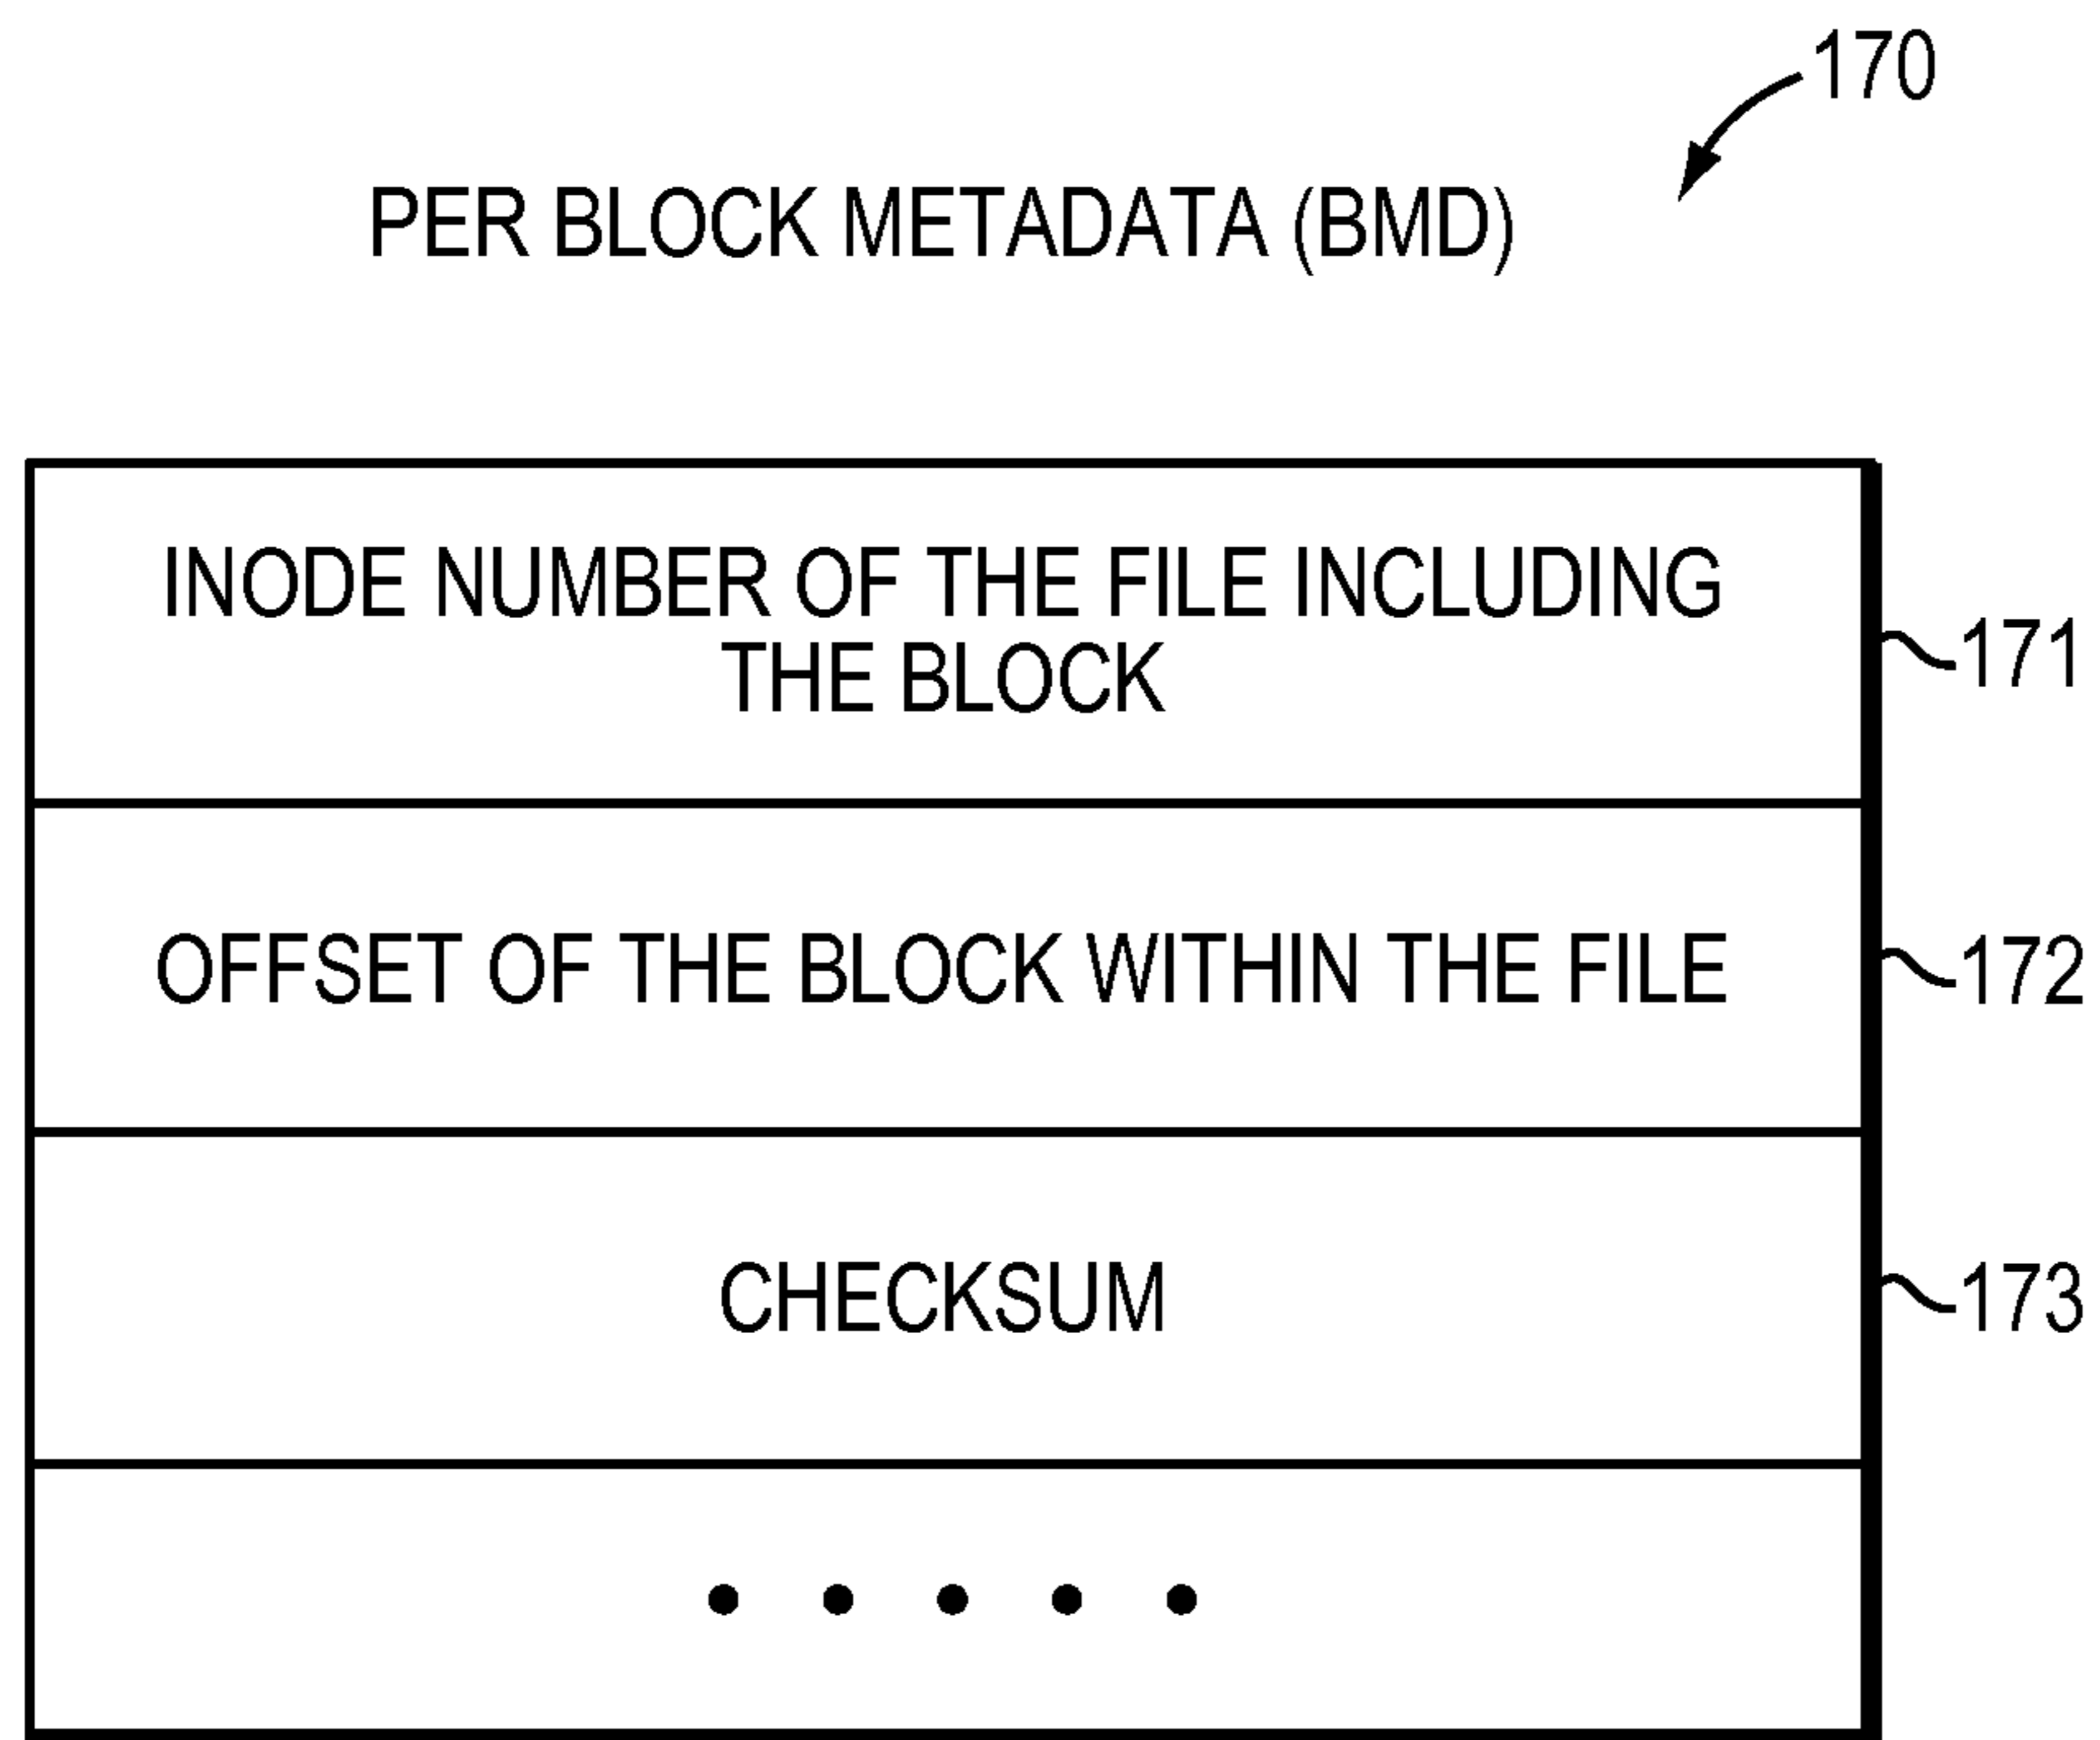 170
PER BLOCK METADATA (BMD)
INODE NUMBER OF THE FILE INCLUDING
THE BLOCK
171
OFFSET OF THE BLOCK WITHIN THE FILE
172
CHECKSUM
173
• • • • •